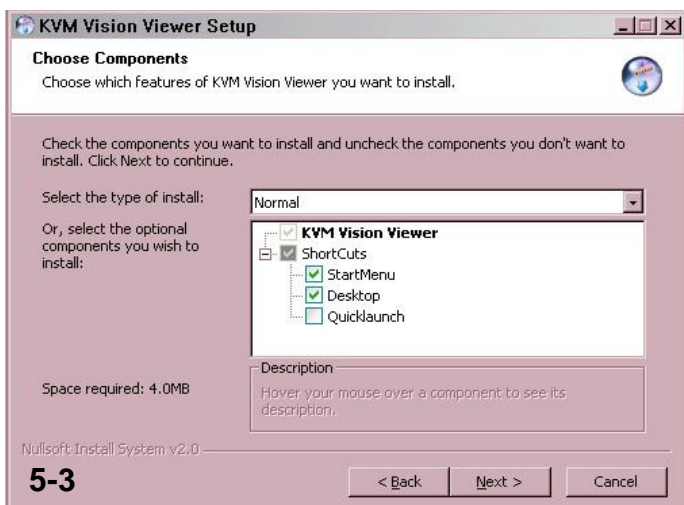 KVM Vision Viewer Setup
Choose Components
Choose which features of KVM Vision Viewer you want to install.
Check the components you want to install and uncheck the components you don't want to
install. Click Next to continue.
Select the type of install:
Normal
Or, select the optional
components you wish to
install:
KVM Vision Viewer
ShortCuts
StartMenu
Desktop
Quicklaunch
Space required: 4.0MB
Description
Hover your mouse over a component to see its
description.
Nullsoft Install System v2.0
5-3
< Back
Next >
Cancel